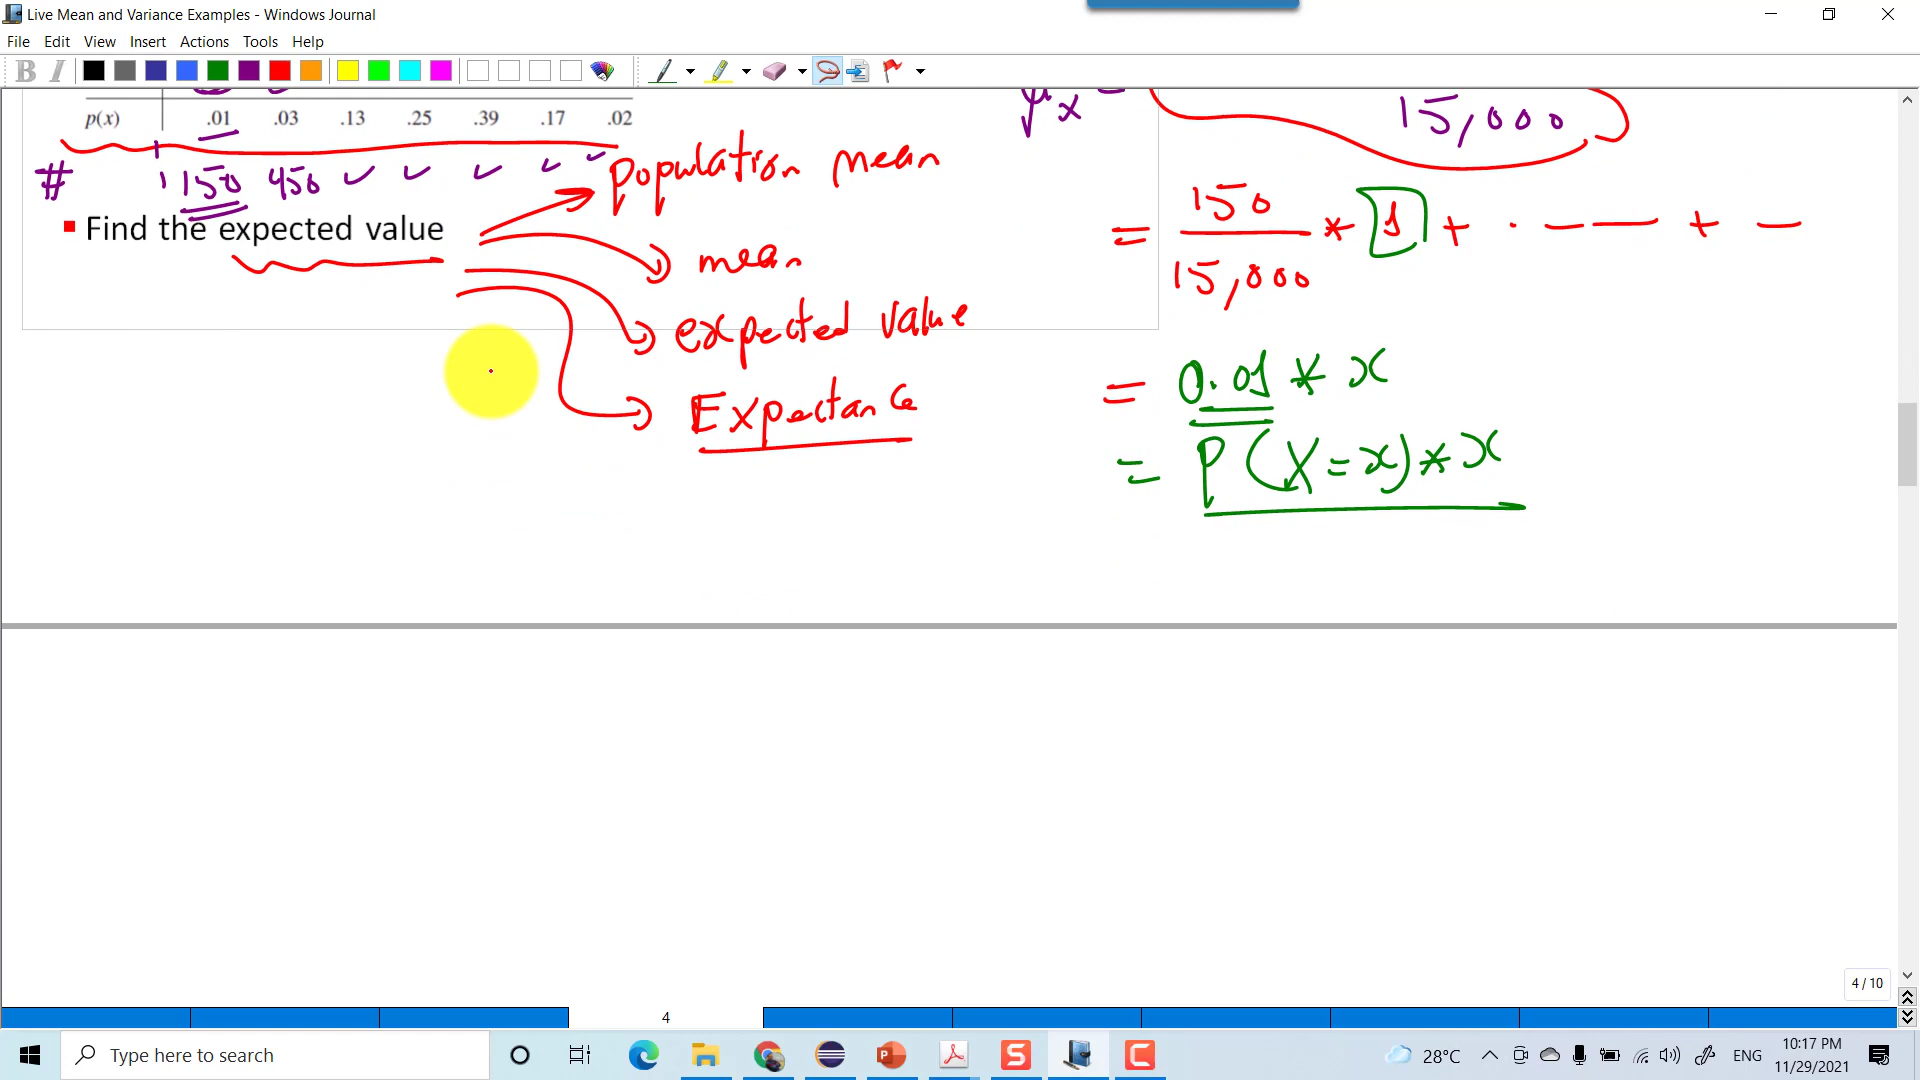 Live Mean and Variance Examples - Windows Journal
File Edit View Insert Actions Tools Help
B I
p(x) .01 .03 .13 .25 .39 .17 .02
# 150 450
Find the expected value
Population mean
mean
expected value
Expectance
μx =
15,000
= 150 / 15,000 * 1 + . — — + —
= 0.01 * x
= P(X=x) * x
4 / 10
4
Type here to search
28°C
ENG
10:17 PM
11/29/2021